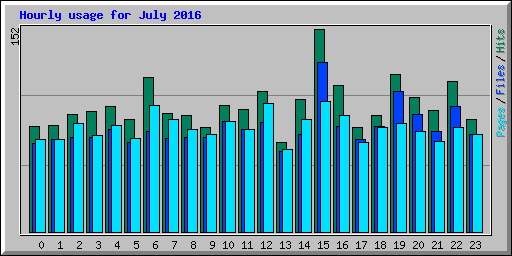 Hourly usage for July 2016
152
Pages/Files/Hits
0 1 2 3 4 5 6 7 8 9 10 11 12 13 14 15 16 17 18 19 20 21 22 23